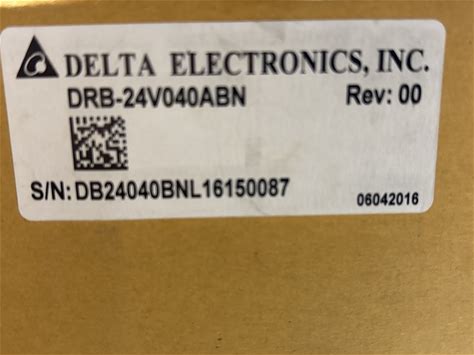 DELTA ELECTRONICS, INC.
DRB-24V040ABN Rev: 00
S/N: DB24040BNL16150087
06042016